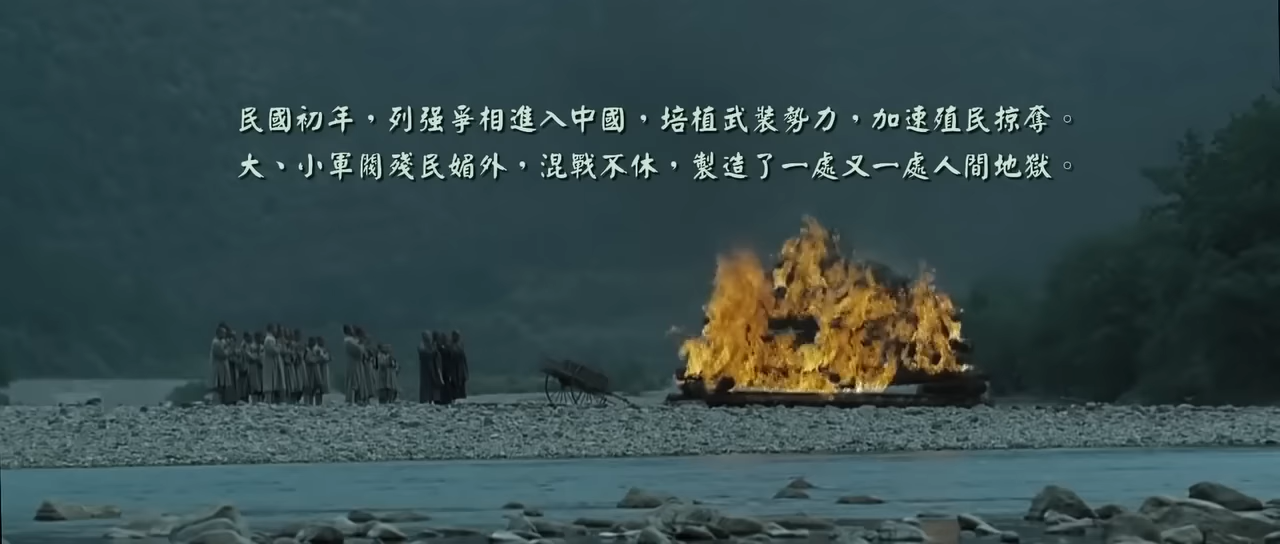 民國初年，列强爭相進入中國，培植武裝勢力，加速殖民掠奪。
大、小軍閥殘民媚外，混戰不休，製造了一處又一處人間地獄。